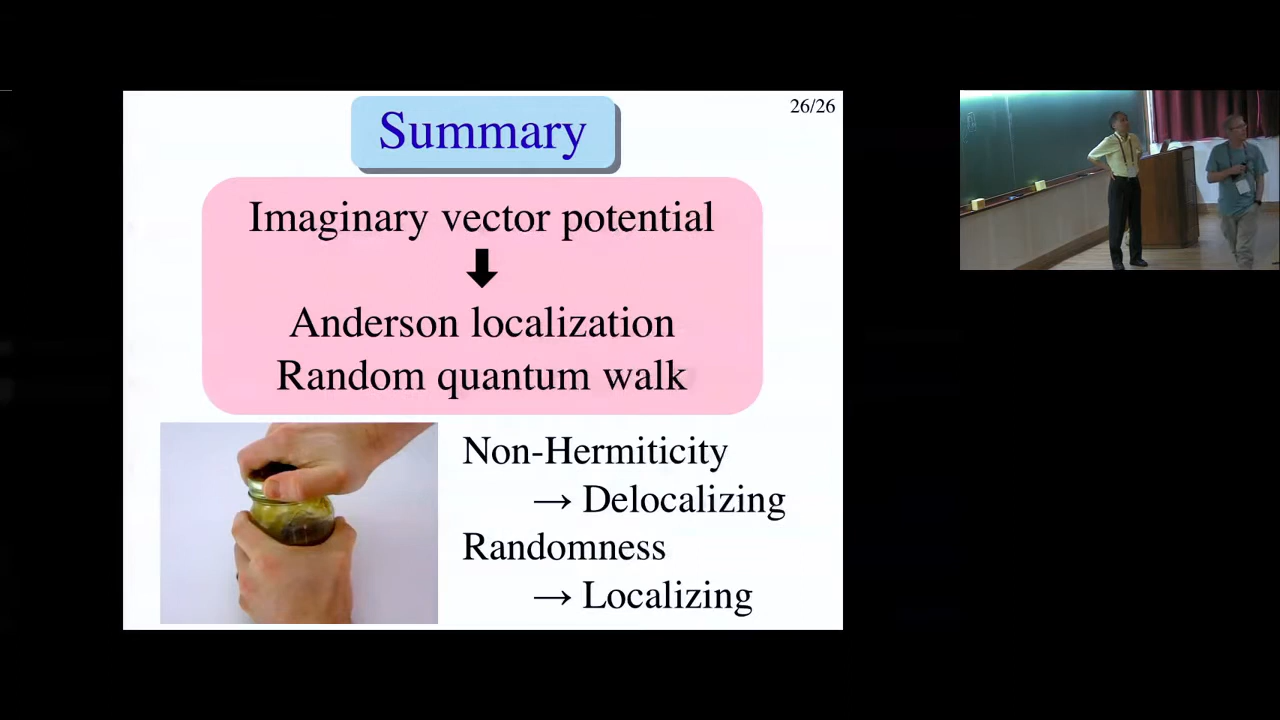 26/26
Summary
Imaginary vector potential
Anderson localization
Random quantum walk
Non-Hermiticity
→ Delocalizing
Randomness
→ Localizing